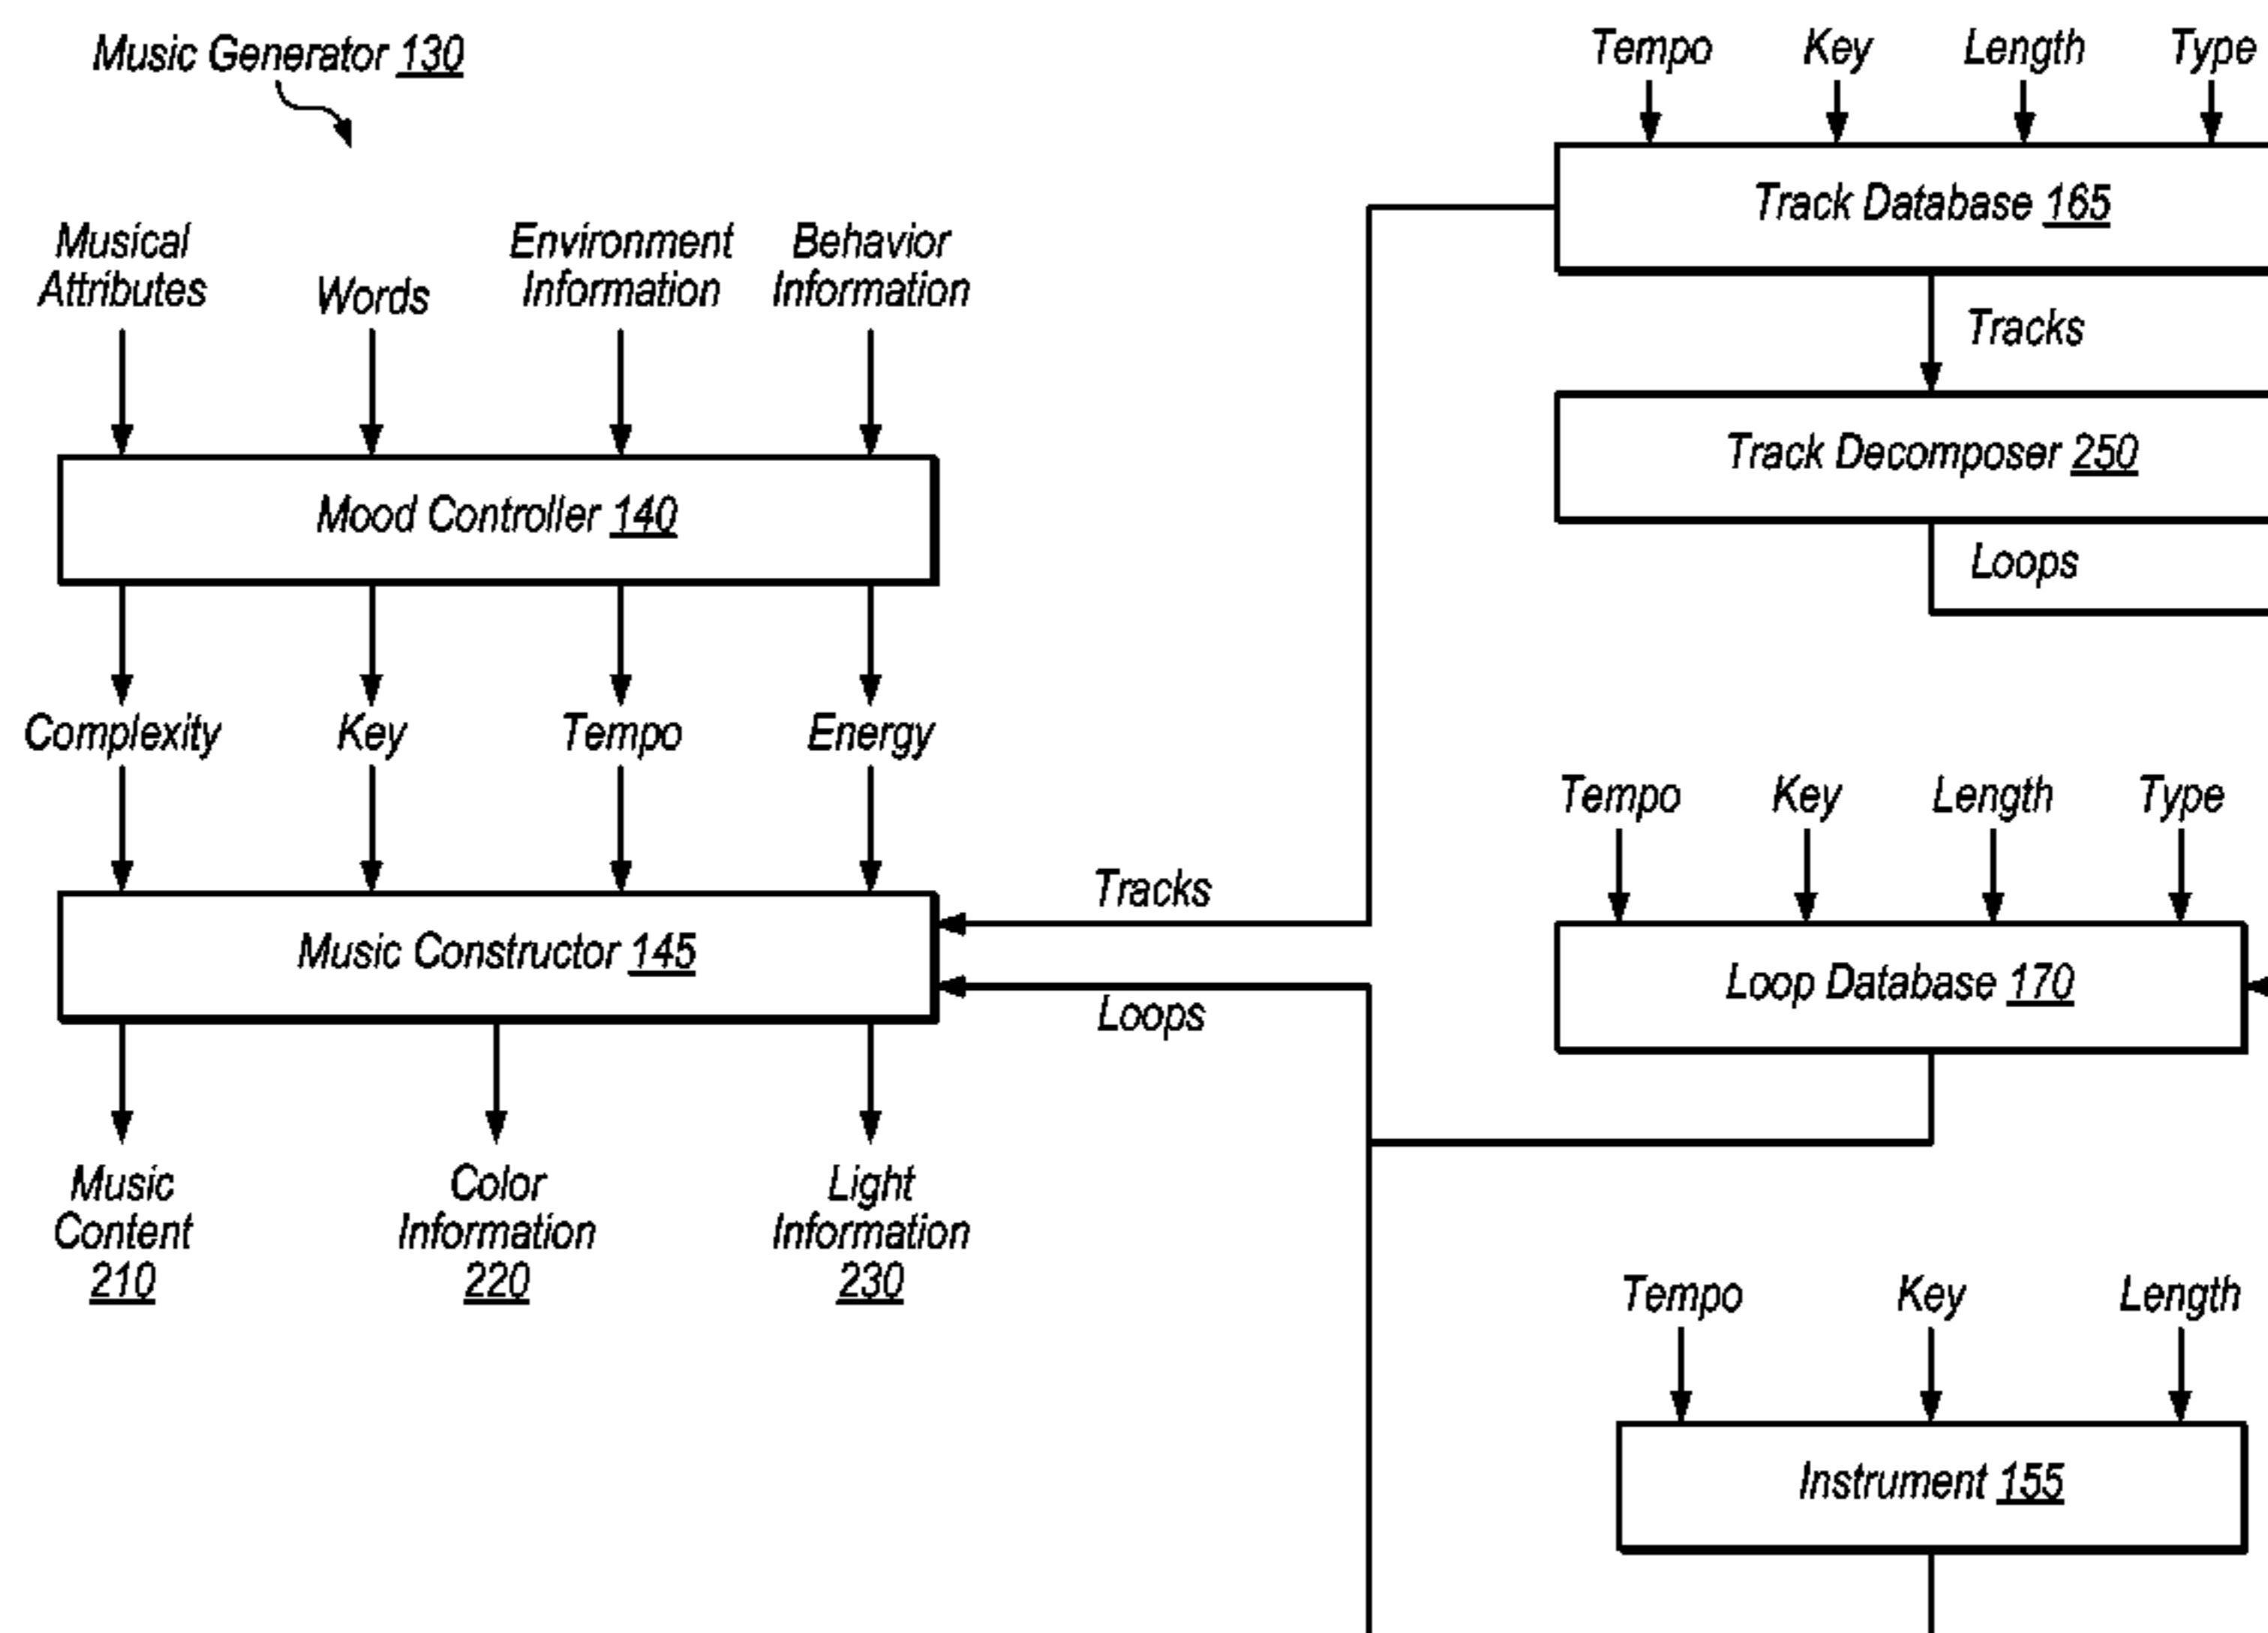 Music Generator 130
Musical
Attributes
Words
Environment
Information
Behavior
Information
Mood Controller 140
Complexity
Key
Tempo
Energy
Music Constructor 145
Music
Content
210
Color
Information
220
Light
Information
230
Tracks
Loops
Tempo
Key
Length
Type
Track Database 165
Tracks
Track Decomposer 250
Loops
Tempo
Key
Length
Type
Loop Database 170
Tempo
Key
Length
Instrument 155